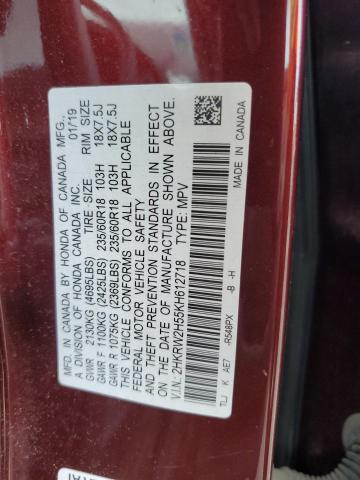 MFD. IN CANADA BY HONDA OF CANADA MFG., 01/19
A DIVISION OF HONDA CANADA INC.
TIRE SIZE RIM SIZE
GVWR 2130KG (4695LBS)
GAWR F 1100KG (2425LBS) 235/60R18 103H 18X7.5J
GAWR R 1075KG (2369LBS) 235/60R18 103H 18X7.5J
THIS VEHICLE CONFORMS TO ALL APPLICABLE
FEDERAL MOTOR VEHICLE SAFETY
AND THEFT PREVENTION STANDARDS IN EFFECT
ON THE DATE OF MANUFACTURE SHOWN ABOVE.
V.I.N.: 2HKRW2H55KH612718 TYPE: MPV
-R548PX -B -H MADE IN CANADA
TLJ K AE7